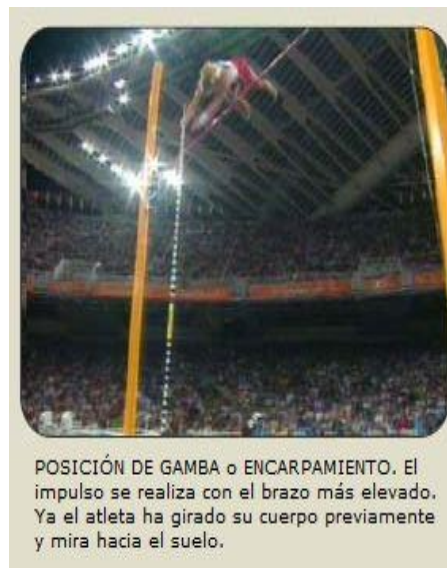 POSICIÓN DE GAMBA o ENCARPAMIENTO. El
impulso se realiza con el brazo más elevado.
Ya el atleta ha girado su cuerpo previamente
y mira hacia el suelo.